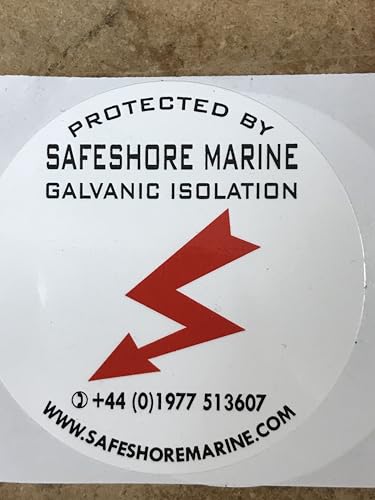 PROTECTED BY
SAFESHORE MARINE
GALVANIC ISOLATION
✆ +44 (0)1977 513607
WWW.SAFESHOREMARINE.COM